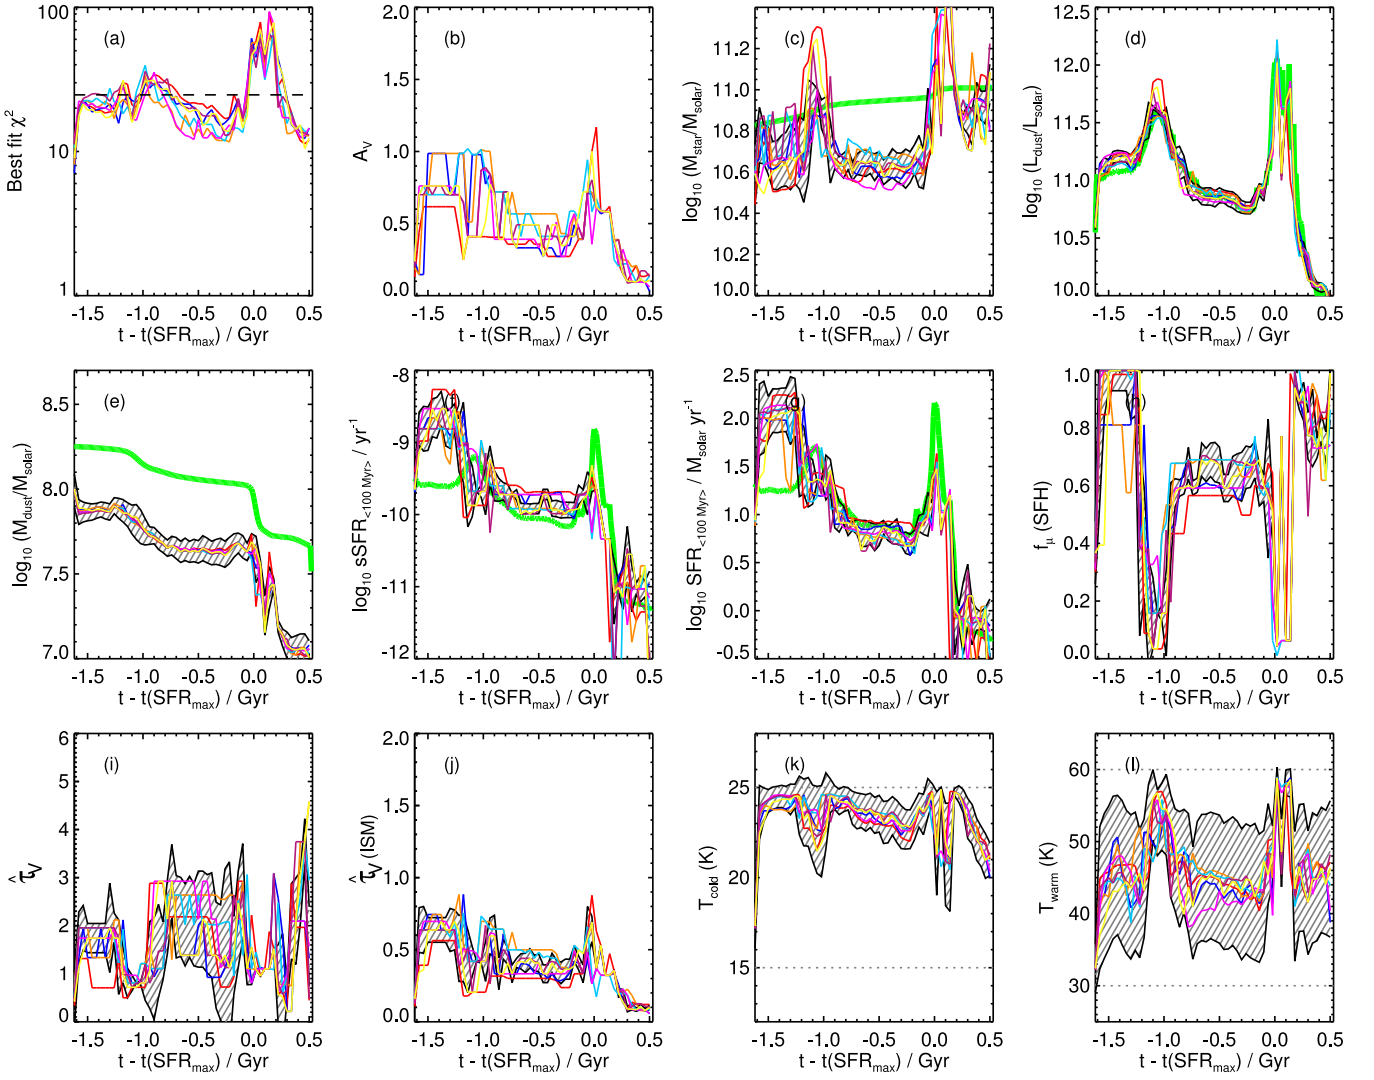 (a)
Best fit χ²
100
10
1
-1.5 -1.0 -0.5 0.0 0.5
t - t(SFRmax) / Gyr
(b)
A_V
2.0
1.5
1.0
0.5
0.0
-1.5 -1.0 -0.5 0.0 0.5
t - t(SFRmax) / Gyr
(c)
log₁₀ (Mstar/Msolar)
11.2
11.0
10.8
10.6
10.4
10.2
10.0
-1.5 -1.0 -0.5 0.0 0.5
t - t(SFRmax) / Gyr
(d)
log₁₀ (Ldust/Lsolar)
12.5
12.0
11.5
11.0
10.5
10.0
-1.5 -1.0 -0.5 0.0 0.5
t - t(SFRmax) / Gyr
(e)
log₁₀ (Mdust/Msolar)
8.5
8.0
7.5
7.0
-1.5 -1.0 -0.5 0.0 0.5
t - t(SFRmax) / Gyr
log₁₀ sSFR<100 Myr> / yr⁻¹
-8
-9
-10
-11
-12
-1.5 -1.0 -0.5 0.0 0.5
t - t(SFRmax) / Gyr
log₁₀ SFR<100 Myr> / Msolar yr⁻¹
2.5
2.0
1.5
1.0
0.5
0.0
-0.5
-1.5 -1.0 -0.5 0.0 0.5
t - t(SFRmax) / Gyr
fμ (SFH)
1.0
0.8
0.6
0.4
0.2
0.0
-1.5 -1.0 -0.5 0.0 0.5
t - t(SFRmax) / Gyr
(i)
τ̂V
6
5
4
3
2
1
0
-1.5 -1.0 -0.5 0.0 0.5
t - t(SFRmax) / Gyr
(j)
τ̂V (ISM)
2.0
1.5
1.0
0.5
0.0
-1.5 -1.0 -0.5 0.0 0.5
t - t(SFRmax) / Gyr
(k)
Tcold (K)
25
20
15
-1.5 -1.0 -0.5 0.0 0.5
t - t(SFRmax) / Gyr
(l)
Twarm (K)
60
50
40
30
-1.5 -1.0 -0.5 0.0 0.5
t - t(SFRmax) / Gyr